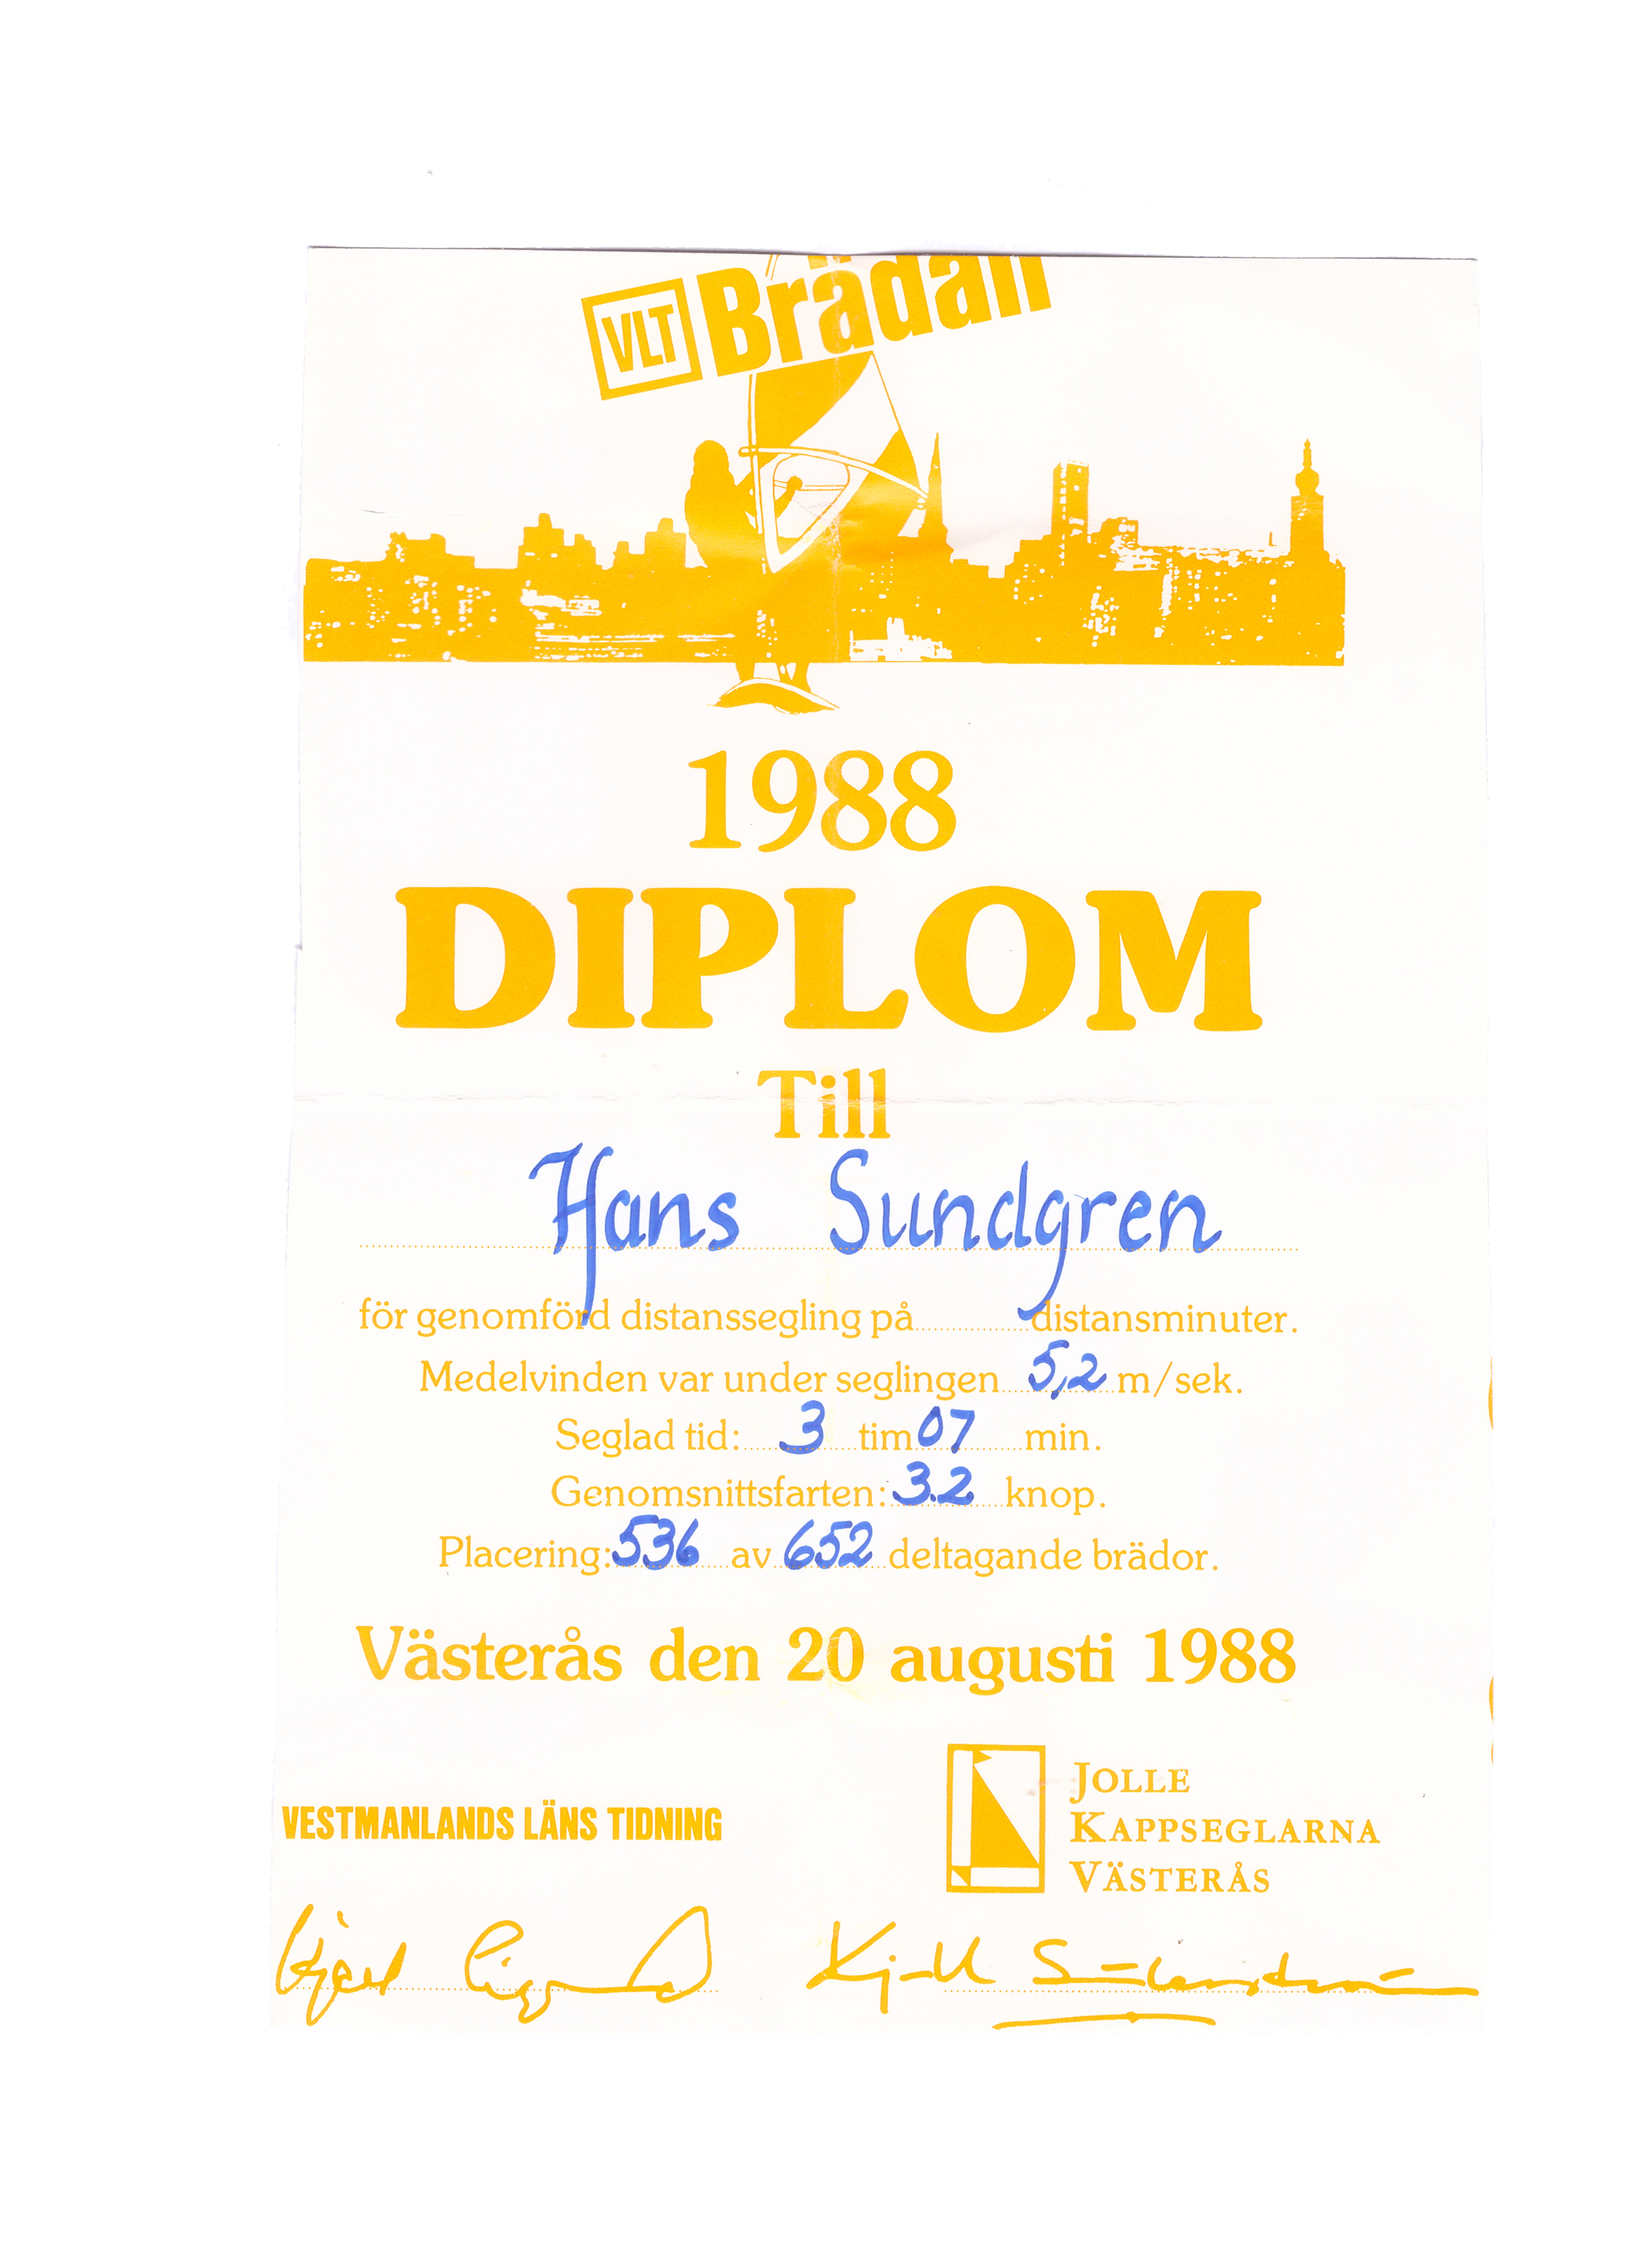 VLT Brädan
1988
DIPLOM
Till
Hans Sundgren
för genomförd distanssegling på distansminuter.
Medelvinden var under seglingen 5,2 m/sek.
Seglad tid: 3 tim 07 min.
Genomsnittsfarten: 3.2 knop.
Placering: 536 av 652 deltagande brädor.
Västerås den 20 augusti 1988
VESTMANLANDS LÄNS TIDNING
JOLLE
KAPPSEGLARNA
VÄSTERÅS
Kjell